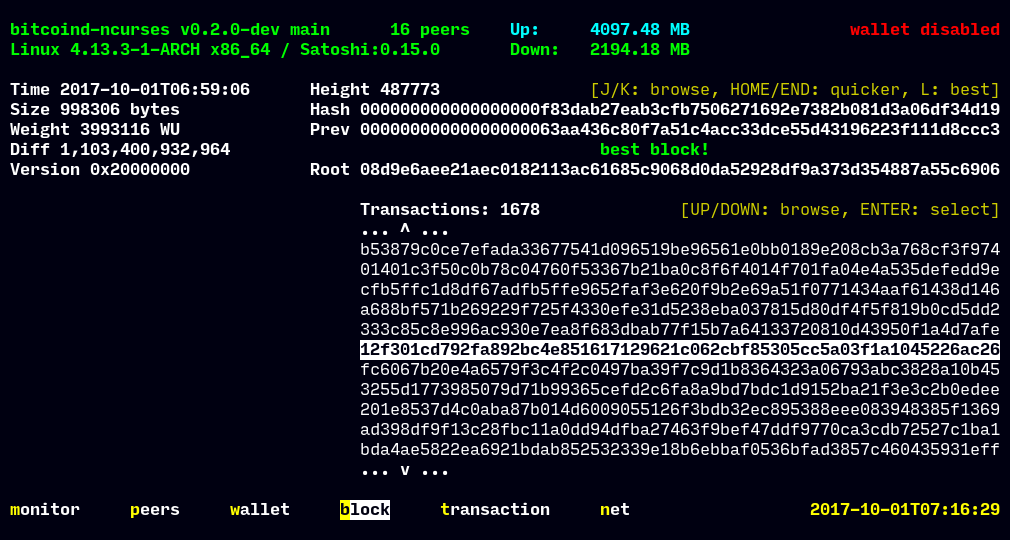 bitcoind-ncurses v0.2.0-dev main 16 peers Up: 4097.48 MB wallet disabled
Linux 4.13.3-1-ARCH x86_64 / Satoshi:0.15.0 Down: 2194.18 MB
Time 2017-10-01T06:59:06 Height 487773 [J/K: browse, HOME/END: quicker, L: best]
Size 998306 bytes Hash 000000000000000000f83dab27eab3cfb7506271692e7382b081d3a06df34d19
Weight 3993116 WU Prev 00000000000000000063aa436c80f7a51c4acc33dce55d43196223f111d8ccc3
Diff 1,103,400,932,964 best block!
Version 0x20000000 Root 08d9e6aee21aec0182113ac61685c9068d0da52928df9a373d354887a55c6906
Transactions: 1678 [UP/DOWN: browse, ENTER: select]
... ^ ...
b53879c0ce7efada33677541d096519be96561e0bb0189e208cb3a768cf3f974
01401c3f50c0b78c04760f53367b21ba0c8f6f4014f701fa04e4a535defedd9e
cfb5ffc1d8df67adfb5ffe9652faf3e620f9b2e69a51f0771434aaf61438d146
a688bf571b269229f725f4330efe31d5238eba037815d80df4f5f819b0cd5dd2
333c85c8e996ac930e7ea8f683dbab77f15b7a64133720810d43950f1a4d7afe
12f301cd792fa892bc4e851617129621c062cbf85305cc5a03f1a1045226ac26
fc6067b20e4a6579f3c4f2c0497ba39f7c9d1b8364323a06793abc3828a10b45
3255d1773985079d71b99365cefd2c6fa8a9bd7bdc1d9152ba21f3e3c2b0edee
201e8537d4c0aba87b014d6009055126f3bdb32ec895388eee083948385f1369
ad398df9f13c28fbc11a0dd94dfba27463f9bef47ddf9770ca3cdb72527c1ba1
bda4ae5822ea6921bdab852532339e18b6ebbaf0536bfad3857c460435931eff
... v ...
monitor peers wallet block transaction net 2017-10-01T07:16:29